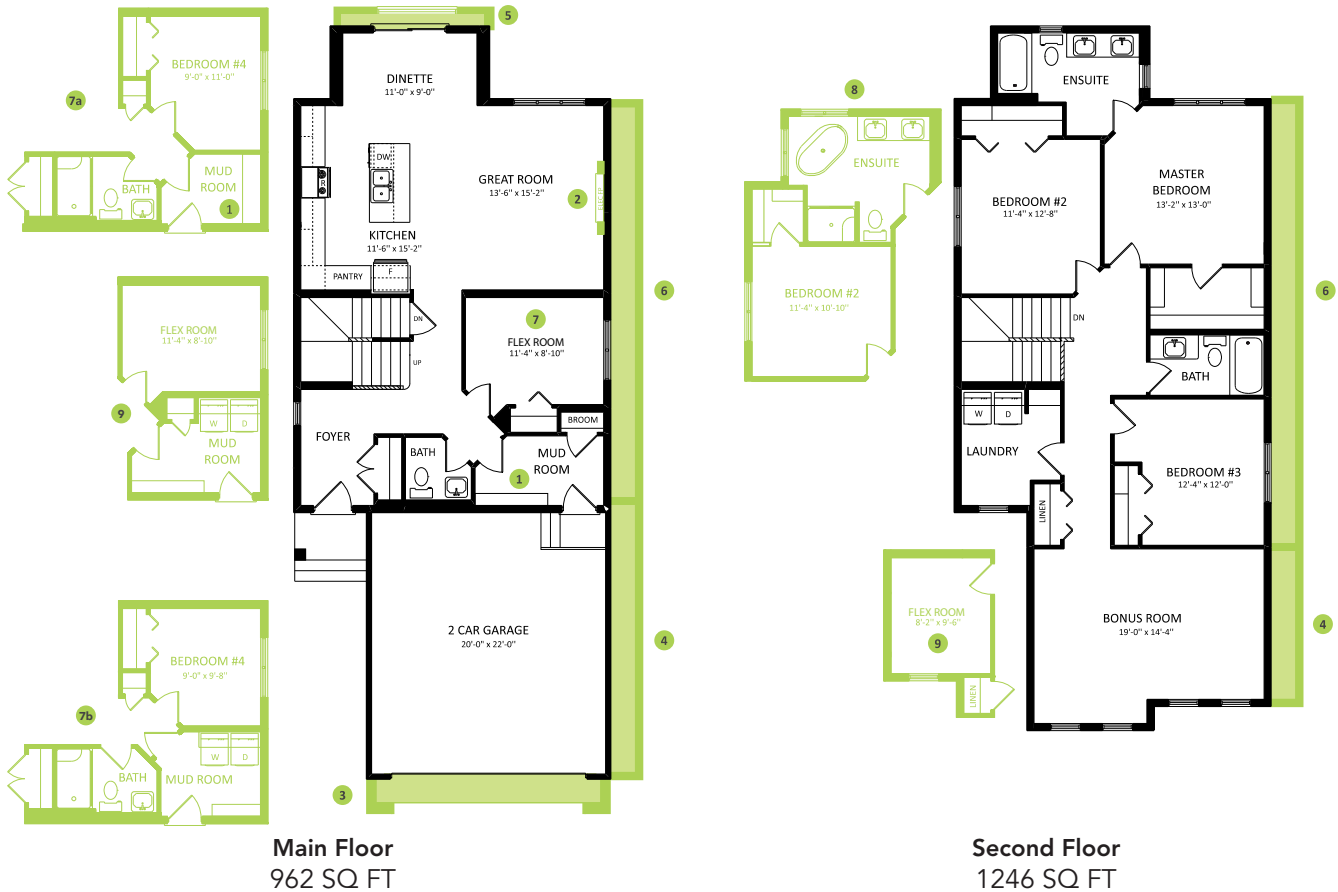 7a
BEDROOM #4
9'-0" x 11'-0"
BATH
MUD
ROOM
1
FLEX ROOM
11'-4" x 8'-10"
9
W
D
MUD
ROOM
BEDROOM #4
9'-0" x 9'-8"
7b
W
D
BATH
MUD ROOM
5
DINETTE
11'-0" x 9'-0"
DW
R
GREAT ROOM
13'-6" x 15'-2"
2
ELEC FP
KITCHEN
11'-6" x 15'-2"
PANTRY
F
6
DN
UP
7
FLEX ROOM
11'-4" x 8'-10"
BROOM
FOYER
BATH
MUD
ROOM
1
2 CAR GARAGE
20'-0" x 22'-0"
4
3
Main Floor
962 SQ FT
8
ENSUITE
BEDROOM #2
11'-4" x 10'-10"
ENSUITE
BEDROOM #2
11'-4" x 12'-8"
MASTER
BEDROOM
13'-2" x 13'-0"
6
DN
BATH
W
D
LAUNDRY
BEDROOM #3
12'-4" x 12'-0"
LINEN
FLEX ROOM
8'-2" x 9'-6"
9
LINEN
BONUS ROOM
19'-0" x 14'-4"
4
Second Floor
1246 SQ FT